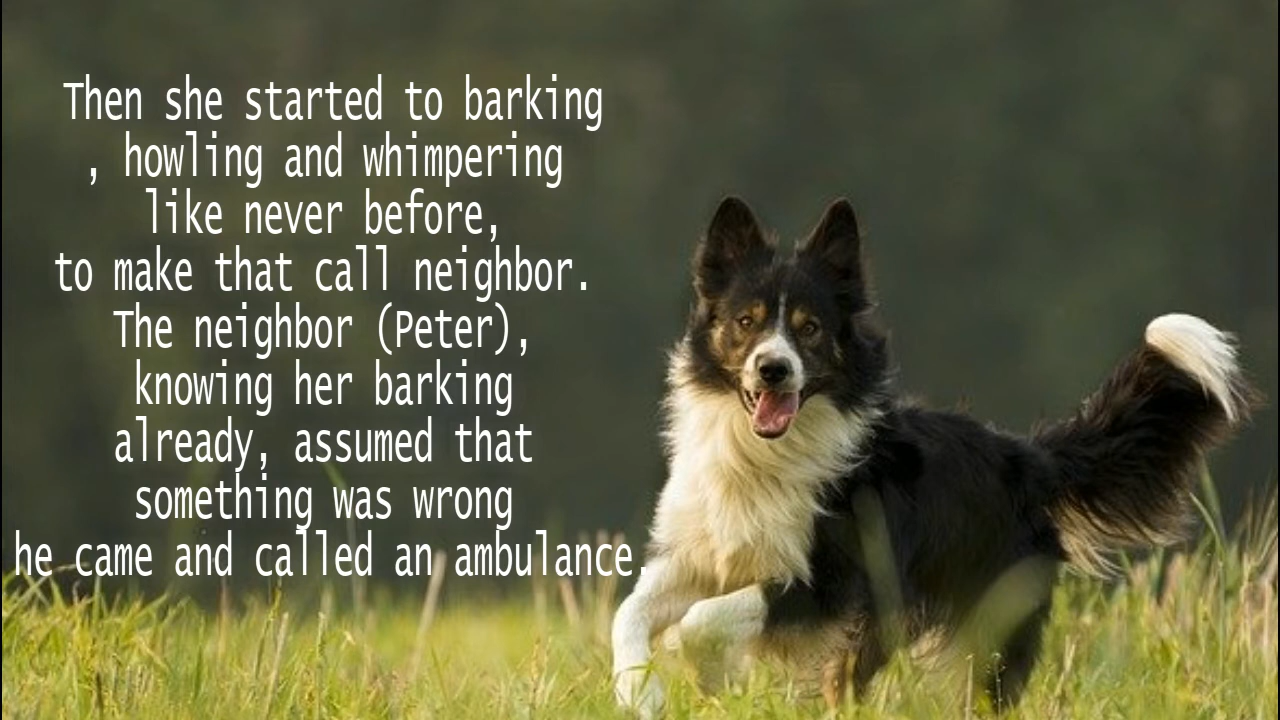 Then she started to barking
, howling and whimpering
like never before,
to make that call neighbor.
The neighbor (Peter),
knowing her barking
already, assumed that
something was wrong
he came and called an ambulance.